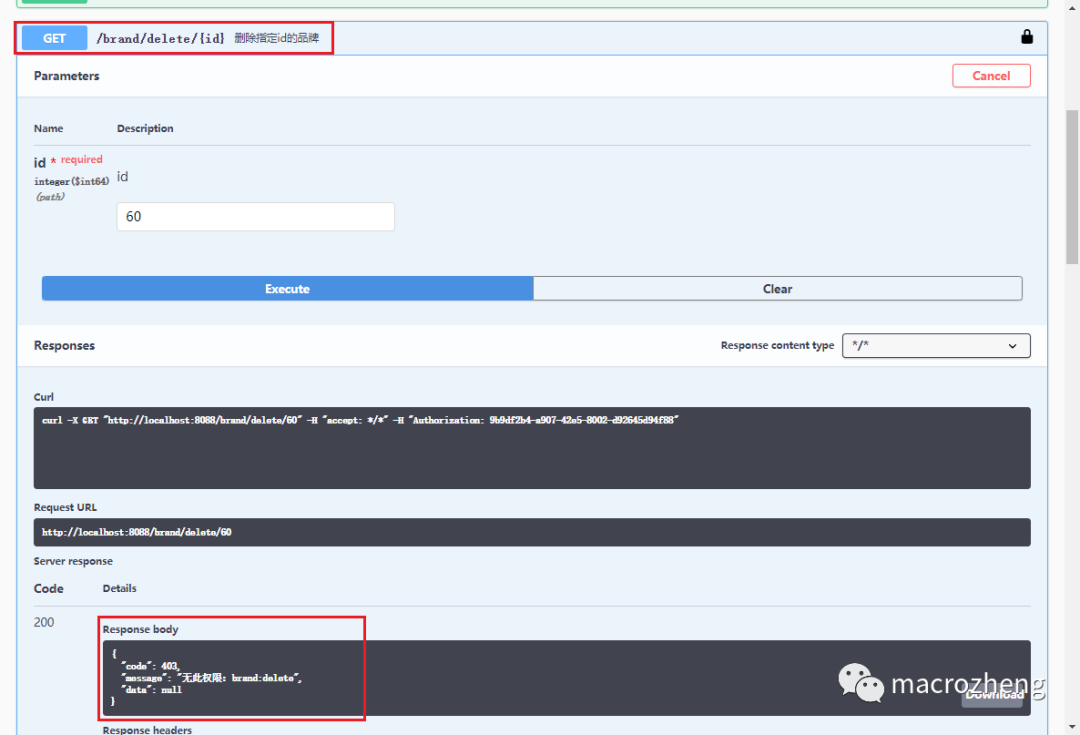 GET /brand/delete/{id} 删除指定id的品牌
Parameters
Cancel
Name Description
id * required
integer($int64)
(path)
id
60
Execute Clear
Responses
Response content type */*
Curl
curl -X GET "http://localhost:8088/brand/delete/60" -H "accept: */*" -H "Authorization: 9b9df2b4-a907-42e5-8002-d92645d94f88"
Request URL
http://localhost:8088/brand/delete/60
Server response
Code Details
200
Response body
{
"code": 403,
"message": "无此权限：brand:delete",
"data": null
}
macrozheng
Download
Response headers